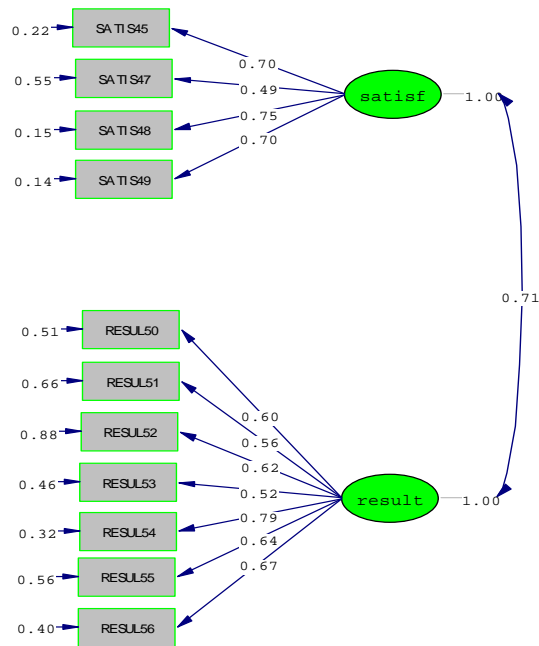 0.22 SATIS45
0.70
0.55 SATIS47
0.49
satisf 1.00
0.15 SATIS48
0.75
0.70
0.14 SATIS49
0.71
0.51 RESUL50
0.66 RESUL51
0.60
0.88 RESUL52
0.56
0.62
0.46 RESUL53
0.52
result 1.00
0.79
0.32 RESUL54
0.64
0.67
0.56 RESUL55
0.40 RESUL56